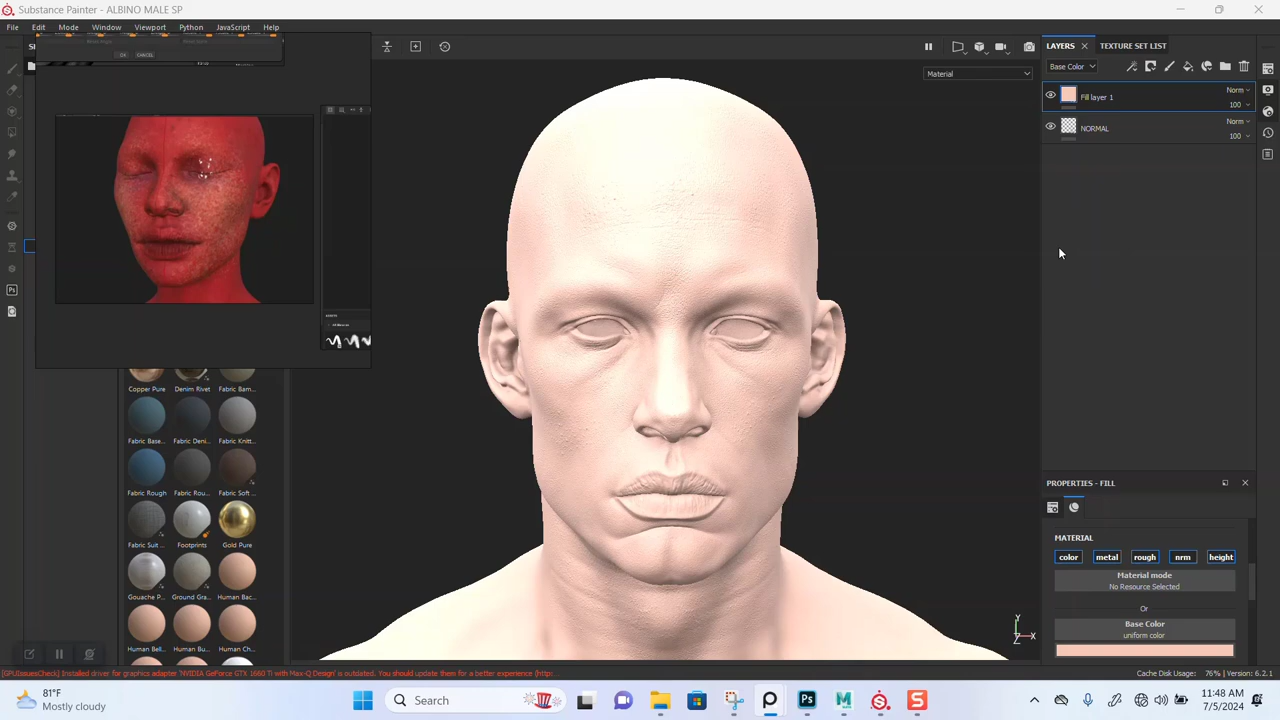 Substance Painter - ALBINO MALE SP
File Edit Mode Window Viewport Python JavaScript Help
OK CANCEL
Material
LAYERS TEXTURE SET LIST
Base Color
Fill layer 1 Norm 100
NORMAL Norm 100
Copper Pure Denim Rivet Fabric Bam...
Fabric Base... Fabric Deni... Fabric Knitt...
Fabric Rough Fabric Rou... Fabric Soft ...
Fabric Suit ... Footprints Gold Pure
Gouache P... Ground Gra... Human Bac...
Human Bell... Human Bu... Human Ch...
Ps
Y
Z X
PROPERTIES - FILL
MATERIAL
color metal rough nrm height
Material mode
No Resource Selected
Or
Base Color
uniform color
[GPUIssuesCheck] Installed driver for graphics adapter 'NVIDIA GeForce GTX 1660 Ti with Max-Q Design' is outdated. You should update them for a better experience (http:
Cache Disk Usage: 76% | Version: 6.2.1
81°F
Mostly cloudy
Search
Ps
M
S
11:48 AM
7/5/2024